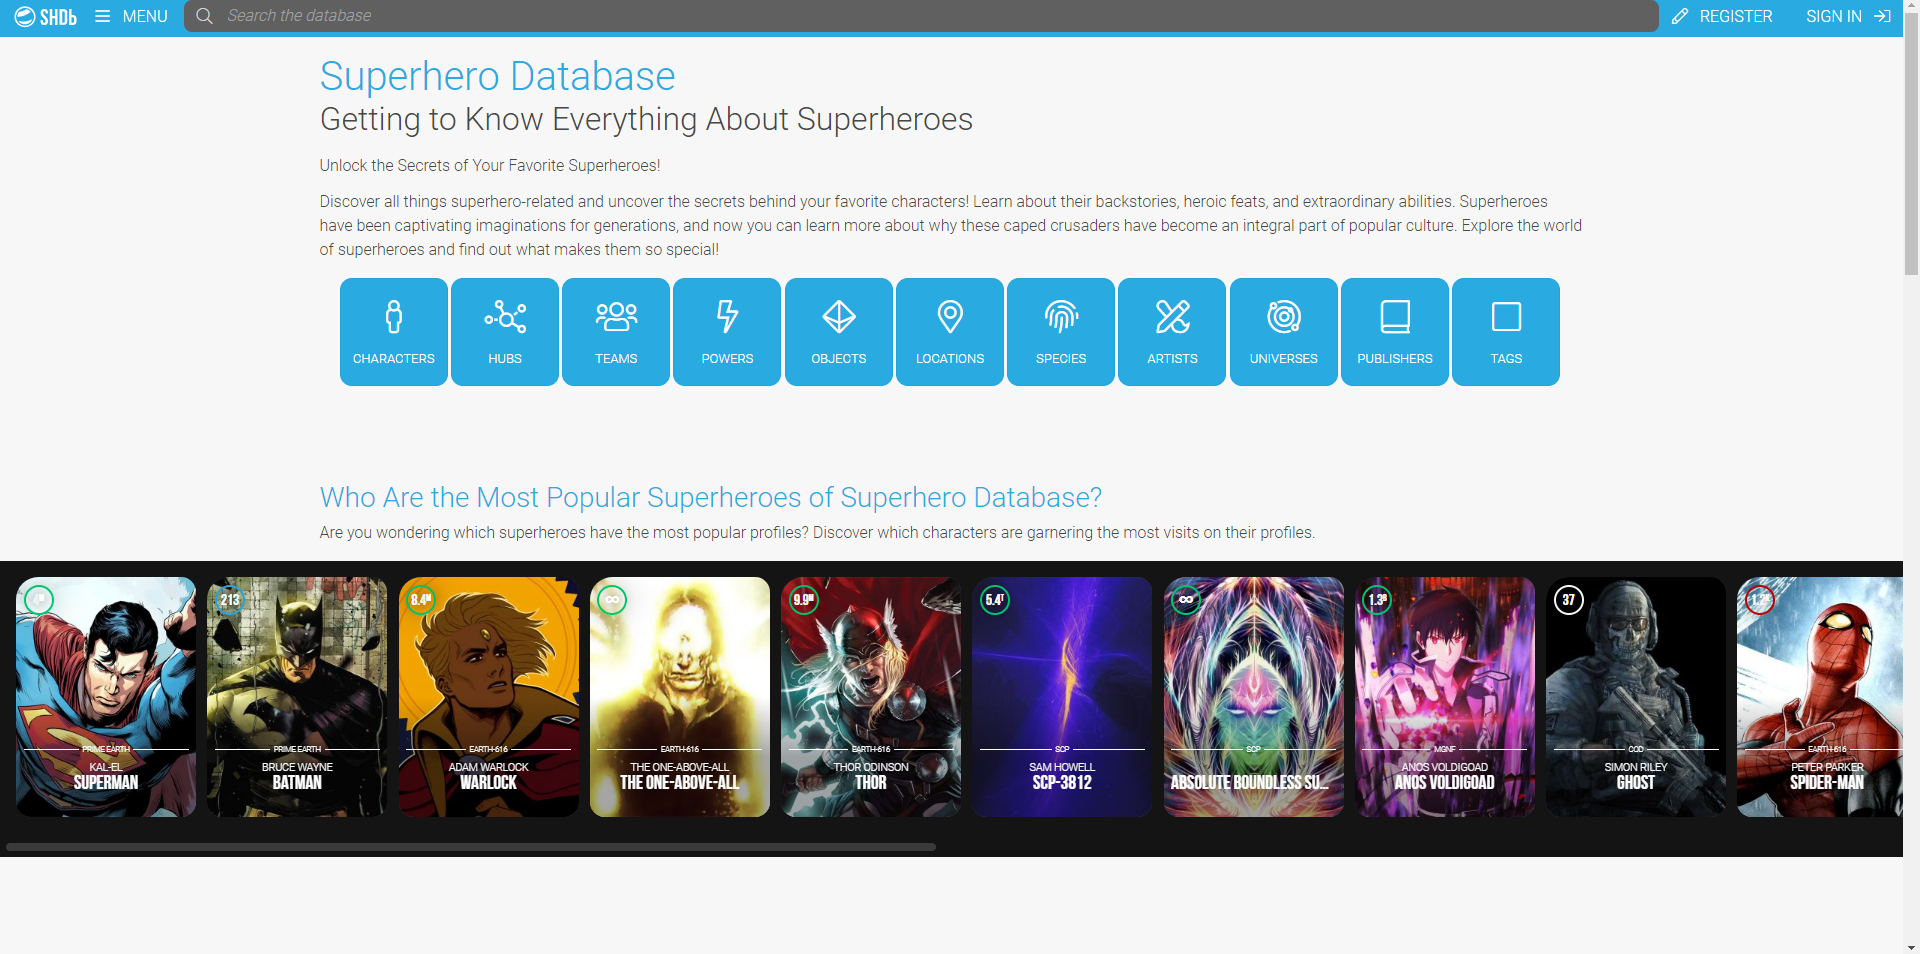 SHDb MENU Search the database REGISTER SIGN IN
Superhero Database
Getting to Know Everything About Superheroes
Unlock the Secrets of Your Favorite Superheroes!
Discover all things superhero-related and uncover the secrets behind your favorite characters! Learn about their backstories, heroic feats, and extraordinary abilities. Superheroes
have been captivating imaginations for generations, and now you can learn more about why these caped crusaders have become an integral part of popular culture. Explore the world
of superheroes and find out what makes them so special!
CHARACTERS HUBS TEAMS POWERS OBJECTS LOCATIONS SPECIES ARTISTS UNIVERSES PUBLISHERS TAGS
Who Are the Most Popular Superheroes of Superhero Database?
Are you wondering which superheroes have the most popular profiles? Discover which characters are garnering the most visits on their profiles.
213 8.4M ∞ 9.9M 5.4T ∞ 1.3B 37
PRIME EARTH PRIME EARTH EARTH-616 EARTH-616 EARTH-616 SCP SCP MGNF COD EARTH-616
KAL-EL BRUCE WAYNE ADAM WARLOCK THE ONE-ABOVE-ALL THOR ODINSON SAM HOWELL ANOS VOLDIGOAD SIMON RILEY PETER PARKER
SUPERMAN BATMAN WARLOCK THE ONE-ABOVE-ALL THOR SCP-3812 ABSOLUTE BOUNDLESS SU... ANOS VOLDIGOAD GHOST SPIDER-MAN